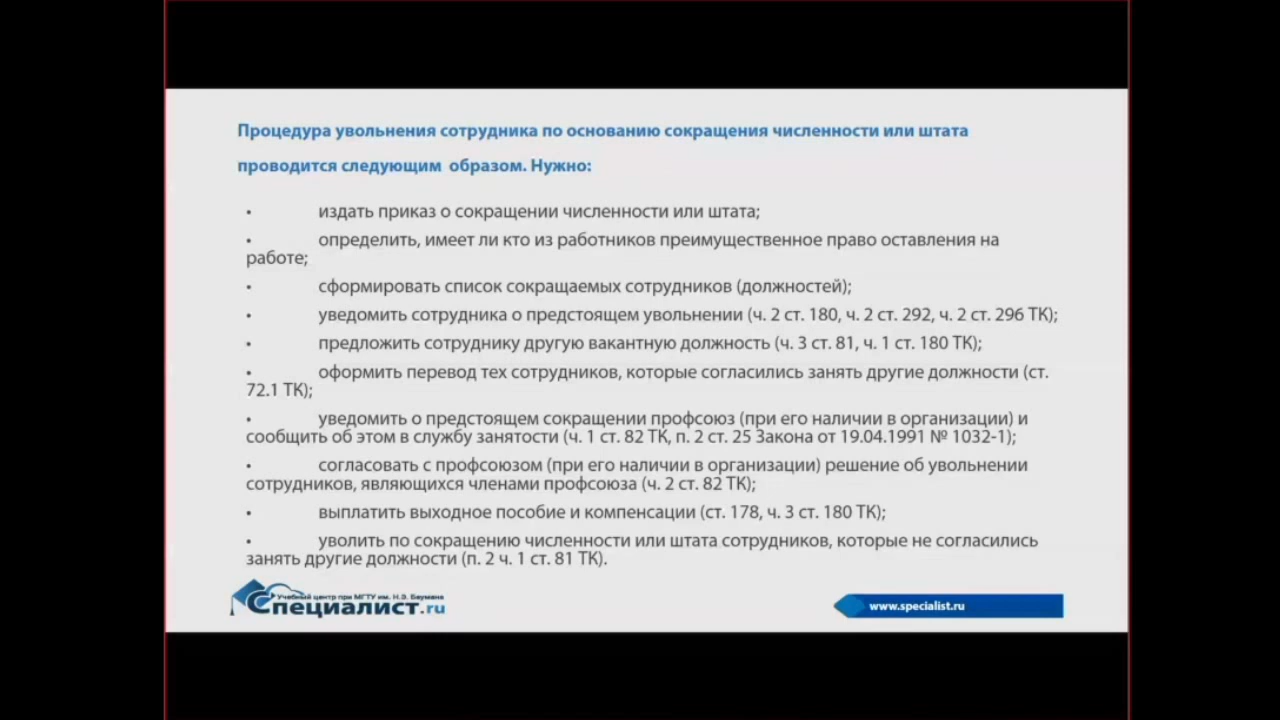 Процедура увольнения сотрудника по основанию сокращения численности или штата
проводится следующим образом. Нужно:
• издать приказ о сокращении численности или штата;
• определить, имеет ли кто из работников преимущественное право оставления на
работе;
• сформировать список сокращаемых сотрудников (должностей);
• уведомить сотрудника о предстоящем увольнении (ч. 2 ст. 180, ч. 2 ст. 292, ч. 2 ст. 296 ТК);
• предложить сотруднику другую вакантную должность (ч. 3 ст. 81, ч. 1 ст. 180 ТК);
• оформить перевод тех сотрудников, которые согласились занять другие должности (ст.
72.1 ТК);
• уведомить о предстоящем сокращении профсоюз (при его наличии в организации) и
сообщить об этом в службу занятости (ч. 1 ст. 82 ТК, п. 2 ст. 25 Закона от 19.04.1991 № 1032-1);
• согласовать с профсоюзом (при его наличии в организации) решение об увольнении
сотрудников, являющихся членами профсоюза (ч. 2 ст. 82 ТК);
• выплатить выходное пособие и компенсации (ст. 178, ч. 3 ст. 180 ТК);
• уволить по сокращению численности или штата сотрудников, которые не согласились
занять другие должности (п. 2 ч. 1 ст. 81 ТК).
Учебный центр при МГТУ им. Н.Э. Баумана
Специалист.ru
www.specialist.ru